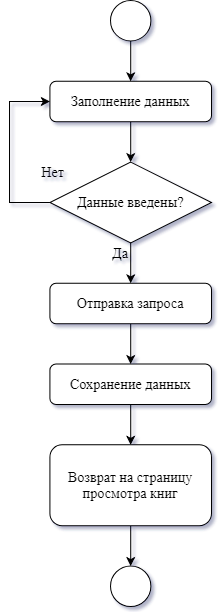 Заполнение данных
Нет
Данные введены?
Да
Отправка запроса
Сохранение данных
Возврат на страницу
просмотра книг